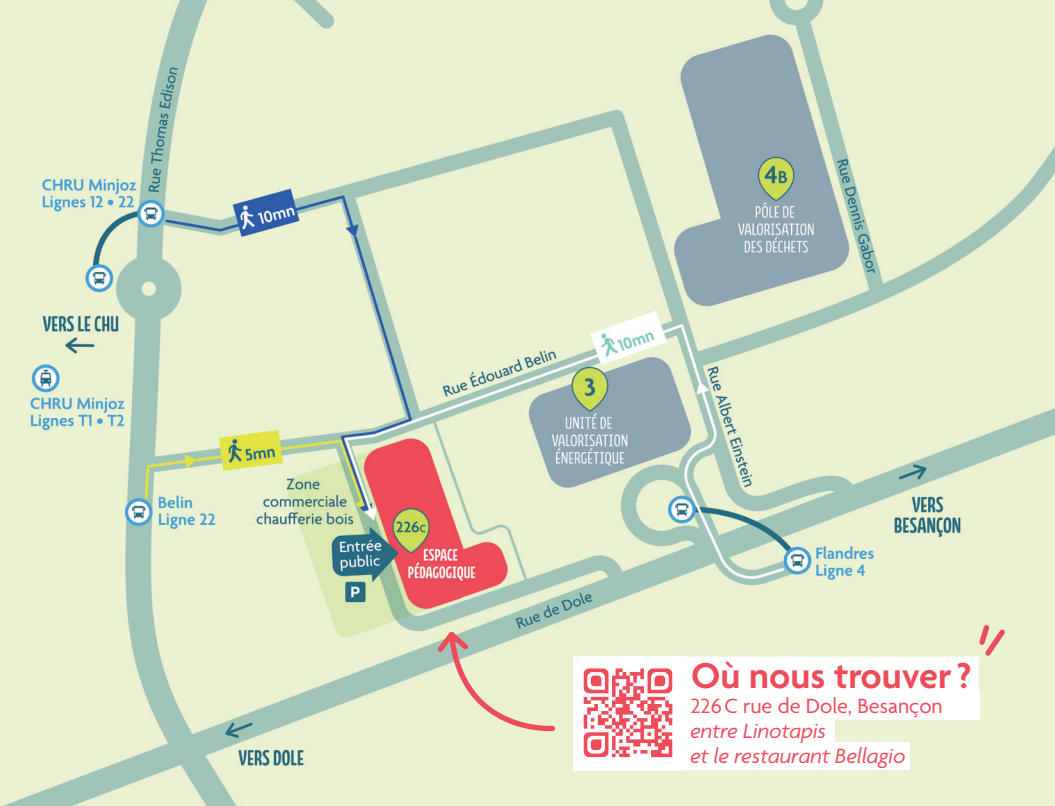 Rue Thomas Edison
CHRU Minjoz
Lignes 12 • 22
10mn
4B
PÔLE DE
VALORISATION
DES DÉCHETS
Rue Dennis Gabor
VERS LE CHU
CHRU Minjoz
Lignes T1 • T2
Rue Édouard Belin
10mn
3
UNITÉ DE
VALORISATION
ÉNERGÉTIQUE
Rue Albert Einstein
5mn
Belin
Ligne 22
Zone
commerciale
chaufferie bois
226c
Entrée
public
P
ESPACE
PÉDAGOGIQUE
VERS
BESANÇON
Flandres
Ligne 4
Rue de Dole
VERS DOLE
Où nous trouver ?
226 C rue de Dole, Besançon
entre Linotapis
et le restaurant Bellagio